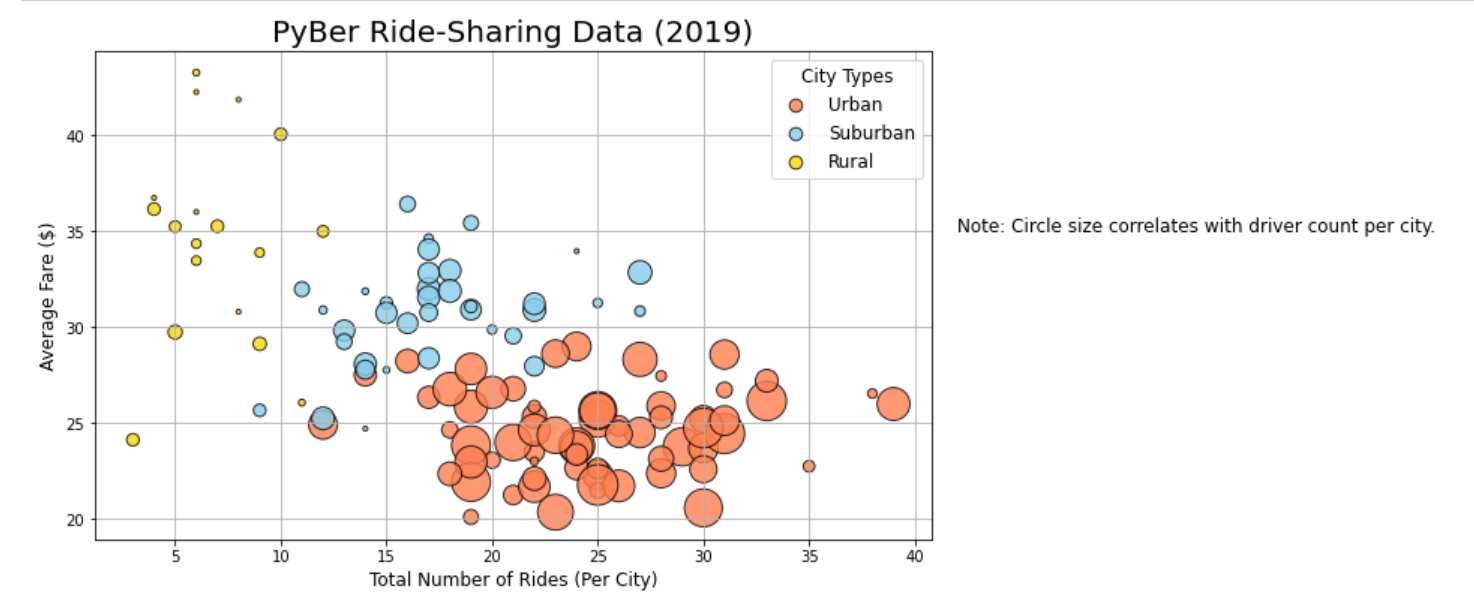 PyBer Ride-Sharing Data (2019)
City Types
Urban
Suburban
Rural
40
35
30
25
20
Average Fare ($)
5 10 15 20 25 30 35 40
Total Number of Rides (Per City)
Note: Circle size correlates with driver count per city.